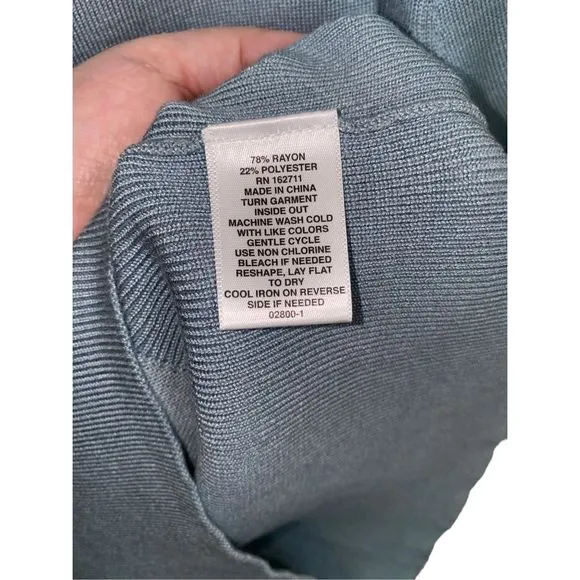 78% RAYON
22% POLYESTER
RN 162711
MADE IN CHINA
TURN GARMENT
INSIDE OUT
MACHINE WASH COLD
WITH LIKE COLORS
GENTLE CYCLE
USE NON CHLORINE
BLEACH IF NEEDED
RESHAPE, LAY FLAT
TO DRY
COOL IRON ON REVERSE
SIDE IF NEEDED
02800-1